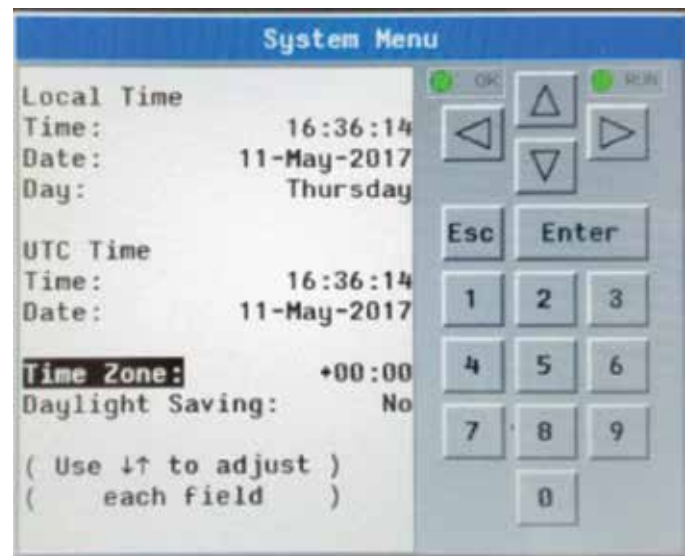 System Menu
Local Time
Time: 16:36:14
Date: 11-May-2017
Day: Thursday
UTC Time
Time: 16:36:14
Date: 11-May-2017
Time Zone: +00:00
Daylight Saving: No
( Use ↓↑ to adjust )
( each field )
OK RUN
Esc Enter
1 2 3
4 5 6
7 8 9
0